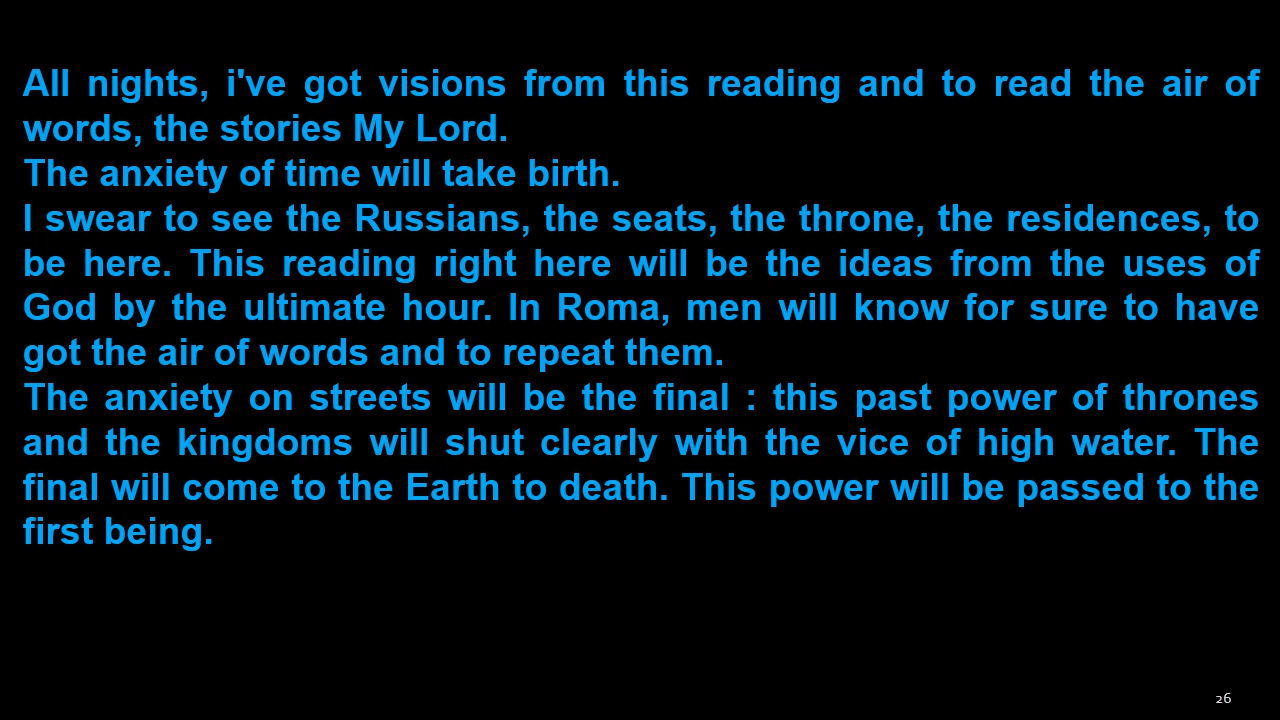 All nights, i've got visions from this reading and to read the air of
words, the stories My Lord.
The anxiety of time will take birth.
I swear to see the Russians, the seats, the throne, the residences, to
be here. This reading right here will be the ideas from the uses of
God by the ultimate hour. In Roma, men will know for sure to have
got the air of words and to repeat them.
The anxiety on streets will be the final : this past power of thrones
and the kingdoms will shut clearly with the vice of high water. The
final will come to the Earth to death. This power will be passed to the
first being.
26